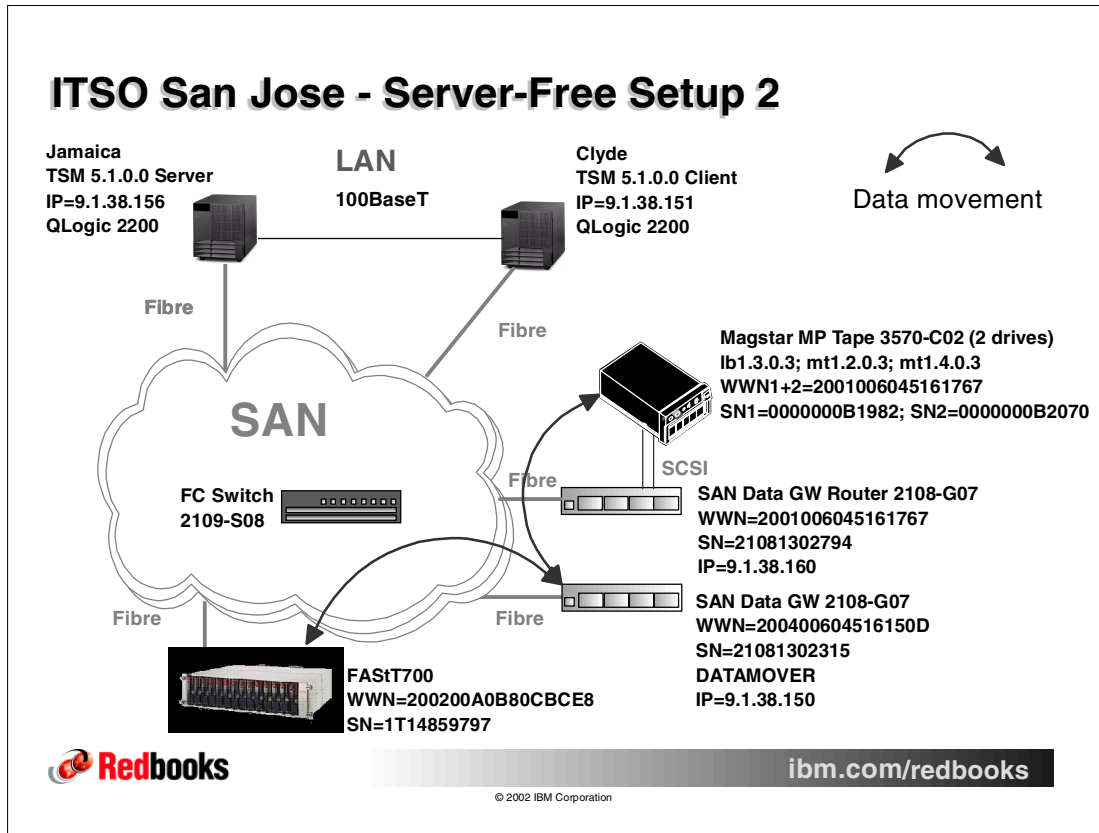 ITSO San Jose - Server-Free Setup 2
Jamaica
TSM 5.1.0.0 Server
IP=9.1.38.156
QLogic 2200
LAN
100BaseT
Clyde
TSM 5.1.0.0 Client
IP=9.1.38.151
QLogic 2200
Data movement
Fibre
Fibre
Magstar MP Tape 3570-C02 (2 drives)
lb1.3.0.3; mt1.2.0.3; mt1.4.0.3
WWN1+2=2001006045161767
SN1=0000000B1982; SN2=0000000B2070
SAN
SCSI
Fibre
FC Switch
2109-S08
SAN Data GW Router 2108-G07
WWN=2001006045161767
SN=21081302794
IP=9.1.38.160
Fibre
Fibre
SAN Data GW 2108-G07
WWN=200400604516150D
SN=21081302315
DATAMOVER
IP=9.1.38.150
FAStT700
WWN=200200A0B80CBCE8
SN=1T14859797
Redbooks
ibm.com/redbooks
© 2002 IBM Corporation